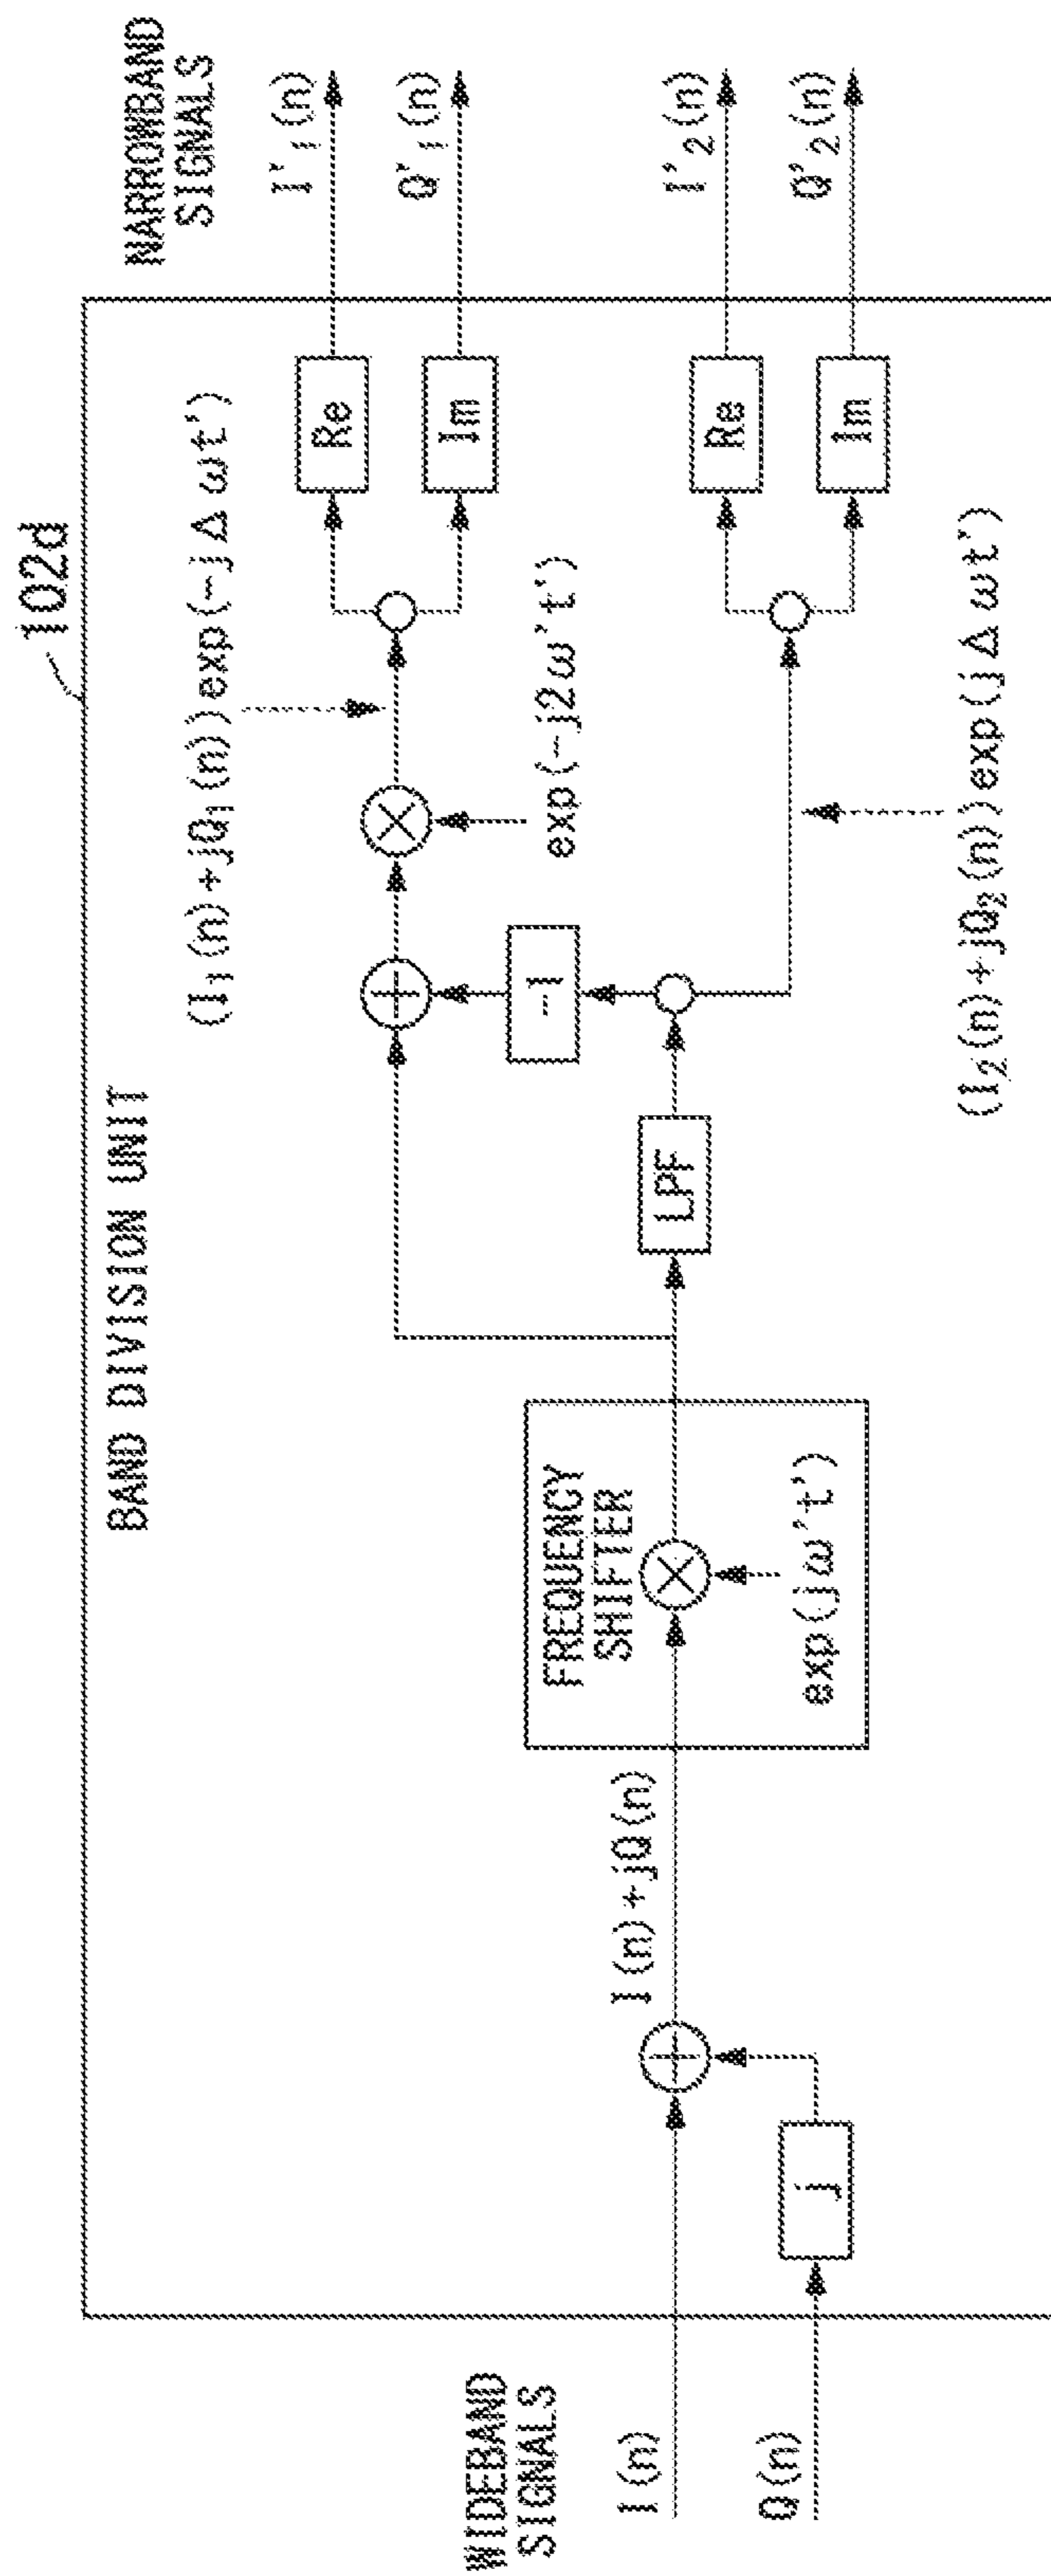 102d
BAND DIVISION UNIT
WIDEBAND
SIGNALS
I(n)
Q(n)
j
I(n)+jQ(n)
FREQUENCY
SHIFTER
exp(jω't')
LPF
-1
(I₁(n)+jQ₁(n))exp(-jΔωt')
exp(-j2ω't')
(I₂(n)+jQ₂(n))exp(jΔωt')
Re
Im
Re
Im
NARROWBAND
SIGNALS
I'₁(n)
Q'₁(n)
I'₂(n)
Q'₂(n)